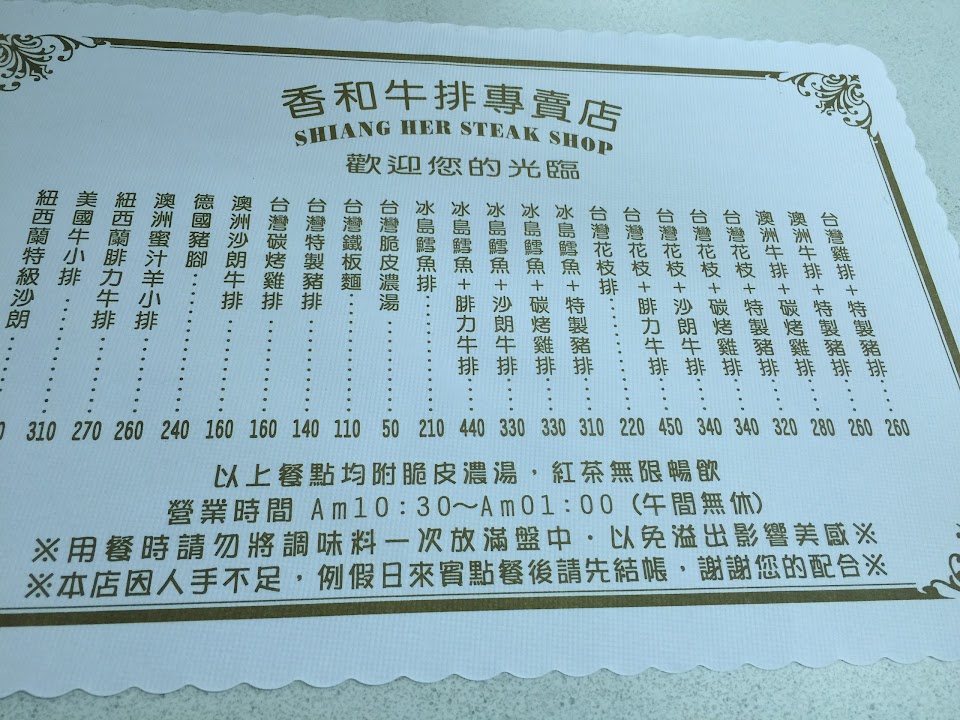 香和牛排專賣店
SHIANG HER STEAK SHOP
歡迎您的光臨
紐西蘭特級沙朗......0
美國牛小排......310
紐西蘭腓力牛排......270
澳洲蜜汁羊小排......260
德國豬腳......240
澳洲沙朗牛排......160
台灣碳烤雞排......160
台灣特製豬排......140
台灣鐵板麵......110
台灣脆皮濃湯......50
冰島鱈魚排......210
冰島鱈魚+腓力牛排...440
冰島鱈魚+沙朗牛排...330
冰島鱈魚+碳烤雞排...330
冰島鱈魚+特製豬排...310
台灣花枝排......220
台灣花枝+腓力牛排...450
台灣花枝+沙朗牛排...340
台灣花枝+碳烤雞排...340
台灣花枝+特製豬排...320
澳洲牛排+碳烤雞排...280
澳洲牛排+特製豬排...260
台灣雞排+特製豬排...260
以上餐點均附脆皮濃湯，紅茶無限暢飲
營業時間 Am10:30～Am01:00 (午間無休)
※用餐時請勿將調味料一次放滿盤中．以免溢出影響美感※
※本店因人手不足，例假日來賓點餐後請先結帳，謝謝您的配合※